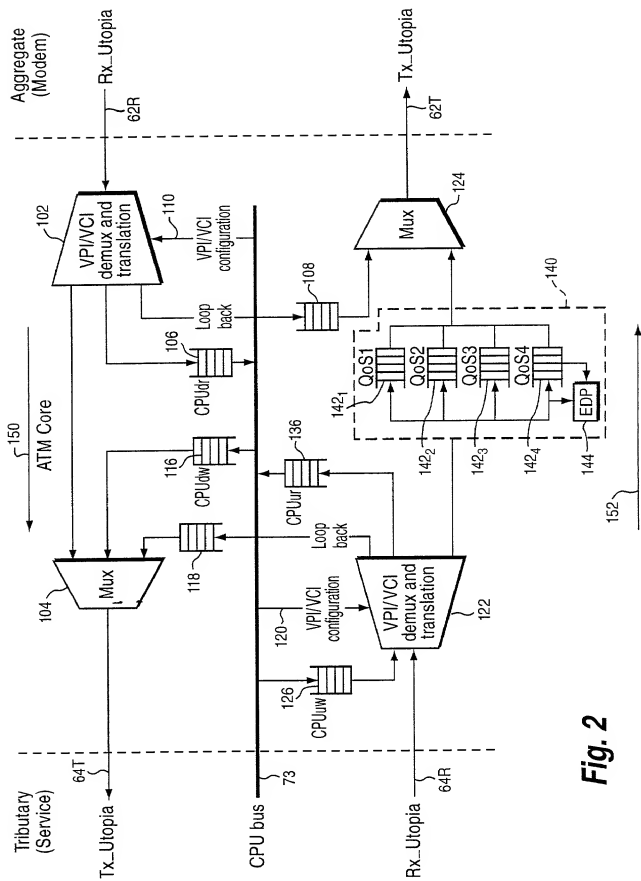 Aggregate
(Modem)
Rx_Utopia
62R
Tx_Utopia
62T
102
VPI/VCI
demux and
translation
110
VPI/VCI
configuration
124
Mux
Loop
back
108
106
CPUdr
140
150
ATM Core
116
CPUdw
136
CPUur
QoS1
QoS2
QoS3
QoS4
142₁
142₂
142₃
142₄
EDP
144
152
118
Loop
back
104
Mux
120
VPI/VCI
configuration
VPI/VCI
demux and
translation
122
126
CPUuw
64T
73
64R
Tributary
(Service)
Tx_Utopia
CPU bus
Rx_Utopia
Fig. 2